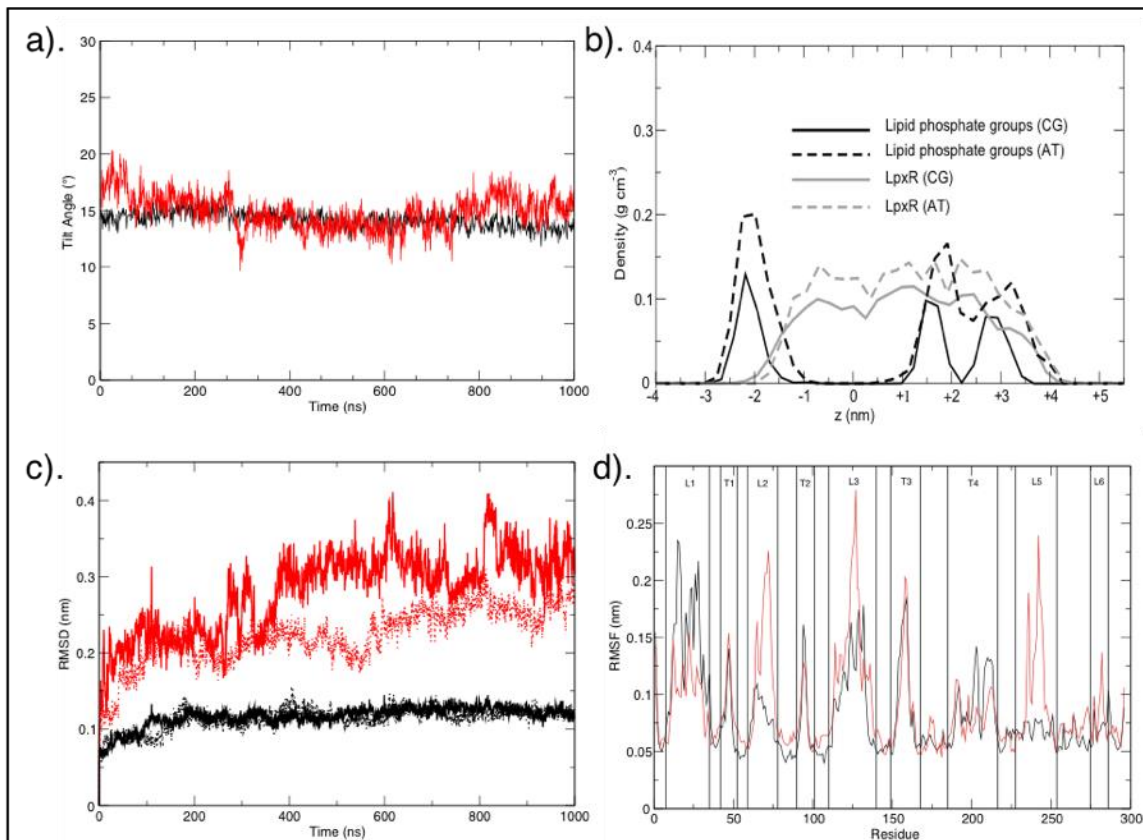 a).
30
25
20
15
10
5
0
Tilt Angle (°)
0 200 400 600 800 1000
Time (ns)
b).
0.4
0.3
0.2
0.1
0
Density (g cm⁻³)
Lipid phosphate groups (CG)
Lipid phosphate groups (AT)
LpxR (CG)
LpxR (AT)
-4 -3 -2 -1 0 +1 +2 +3 +4 +5
z (nm)
c).
0.4
0.3
0.2
0.1
0
RMSD (nm)
0 200 400 600 800 1000
Time (ns)
d).
L1 T1 L2 T2 L3 T3 T4 L5 L6
0.25
0.20
0.15
0.10
0.05
0
RMSF (nm)
0 50 100 150 200 250 300
Residue